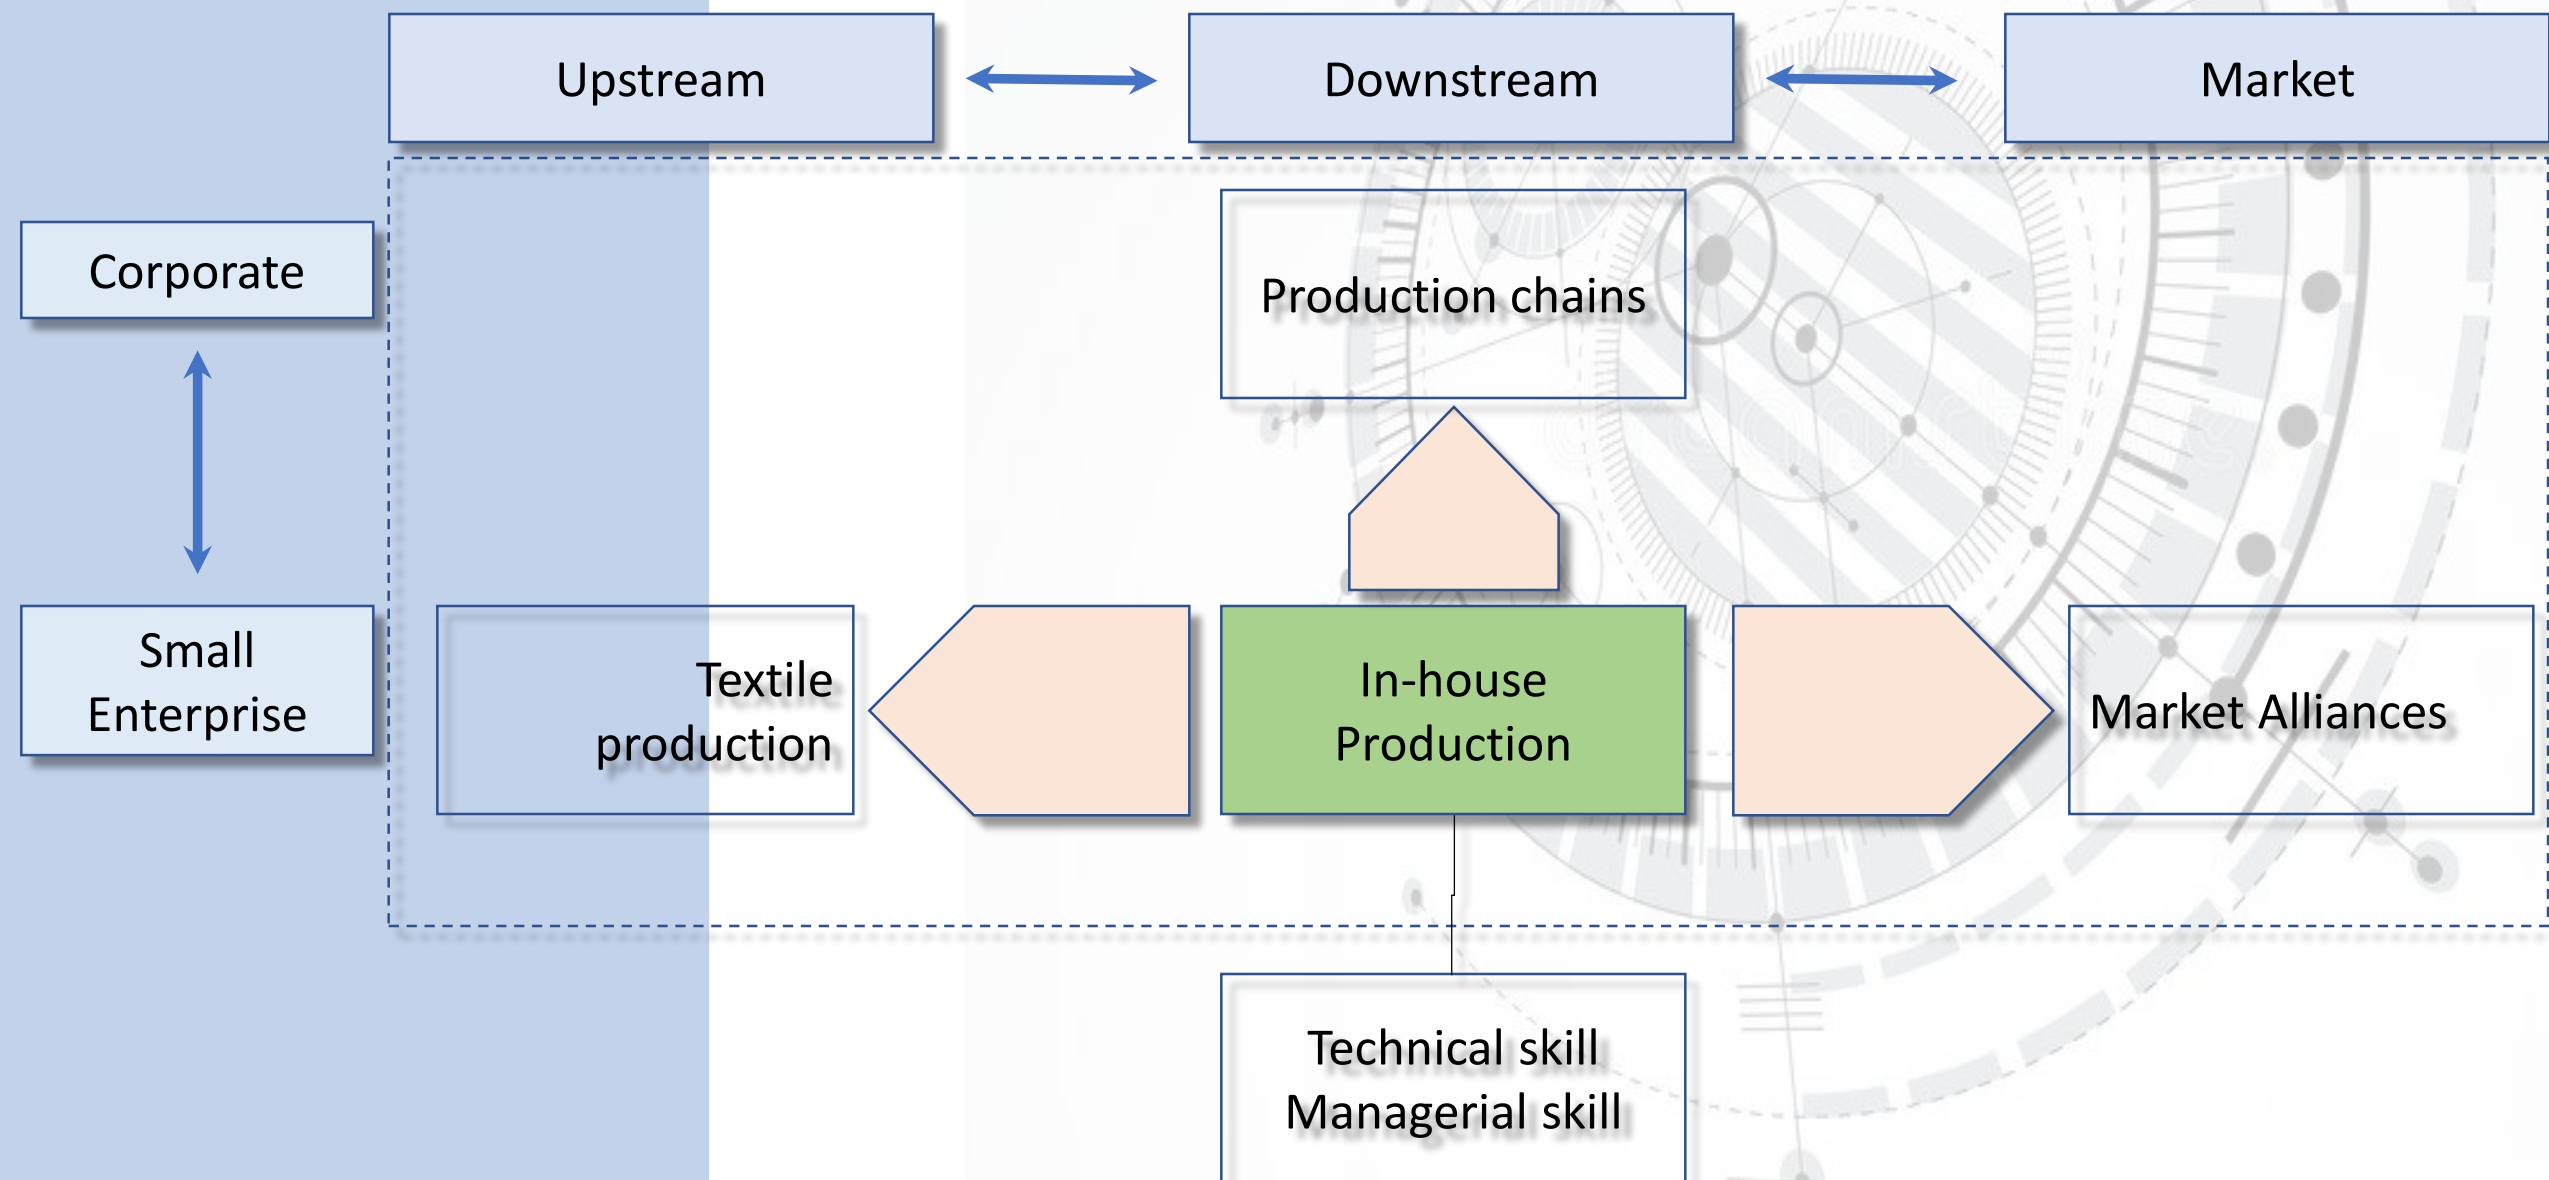 Upstream
Downstream
Market
Corporate
Production chains
Small
Enterprise
Textile
production
In-house
Production
Market Alliances
Technical skill
Managerial skill